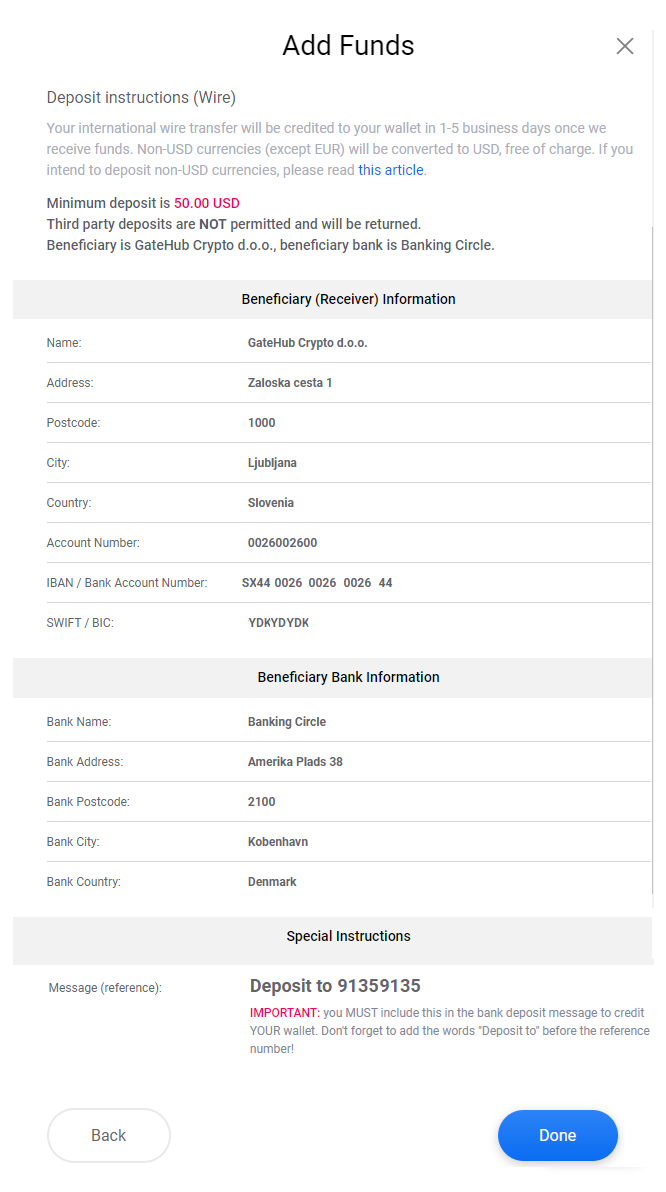 Add Funds
Deposit instructions (Wire)
Your international wire transfer will be credited to your wallet in 1-5 business days once we
receive funds. Non-USD currencies (except EUR) will be converted to USD, free of charge. If you
intend to deposit non-USD currencies, please read this article.
Minimum deposit is 50.00 USD
Third party deposits are NOT permitted and will be returned.
Beneficiary is GateHub Crypto d.o.o., beneficiary bank is Banking Circle.
Beneficiary (Receiver) Information
Name: GateHub Crypto d.o.o.
Address: Zaloska cesta 1
Postcode: 1000
City: Ljubljana
Country: Slovenia
Account Number: 0026002600
IBAN / Bank Account Number: SX44 0026 0026 0026 44
SWIFT / BIC: YDKYDYDK
Beneficiary Bank Information
Bank Name: Banking Circle
Bank Address: Amerika Plads 38
Bank Postcode: 2100
Bank City: Kobenhavn
Bank Country: Denmark
Special Instructions
Message (reference): Deposit to 91359135
IMPORTANT: you MUST include this in the bank deposit message to credit
YOUR wallet. Don't forget to add the words "Deposit to" before the reference
number!
Back Done